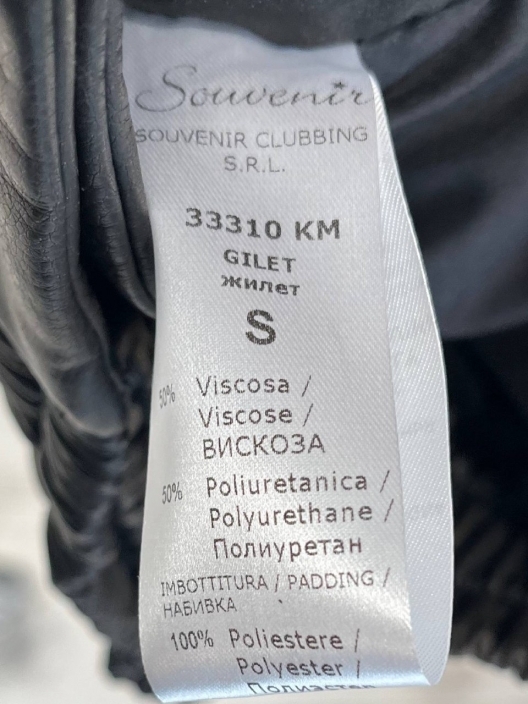 Souvenir
SOUVENIR CLUBBING
S.R.L.
33310 KM
GILET
жилет
S
50% Viscosa /
Viscose /
ВИСКОЗА
50% Poliuretanica /
Polyurethane /
Полиуретан
IMBOTTITURA / PADDING /
НАБИВКА
100% Poliestere /
Polyester /